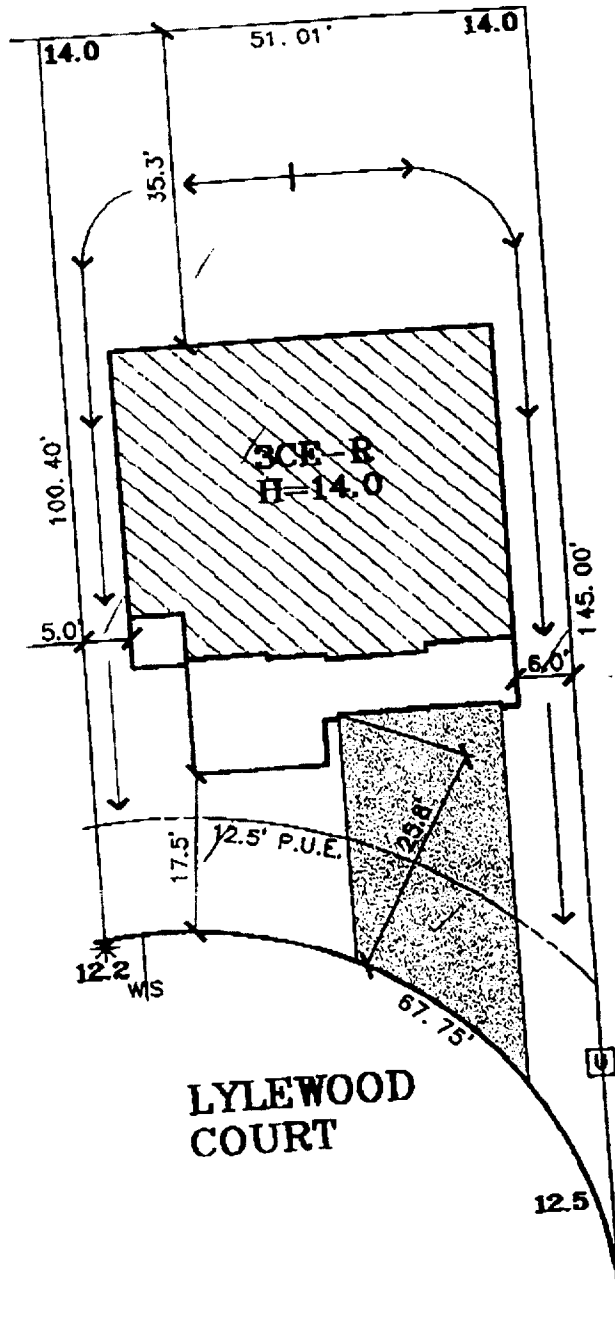 14.0
51.01'
14.0
35.3'
3CE-R
H=14.0
100.40'
145.00'
5.0'
6.0'
25.8'
17.5'
12.5' P.U.E.
12.2
WS
67.75'
U
LYLEWOOD
COURT
12.5